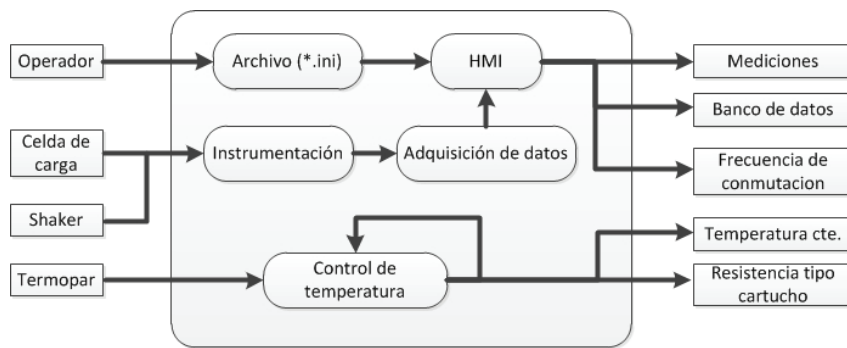 Operador
Archivo (*.ini)
HMI
Mediciones
Banco de datos
Celda de
carga
Instrumentación
Adquisición de datos
Frecuencia de
conmutacion
Shaker
Temperatura cte.
Termopar
Control de
temperatura
Resistencia tipo
cartucho